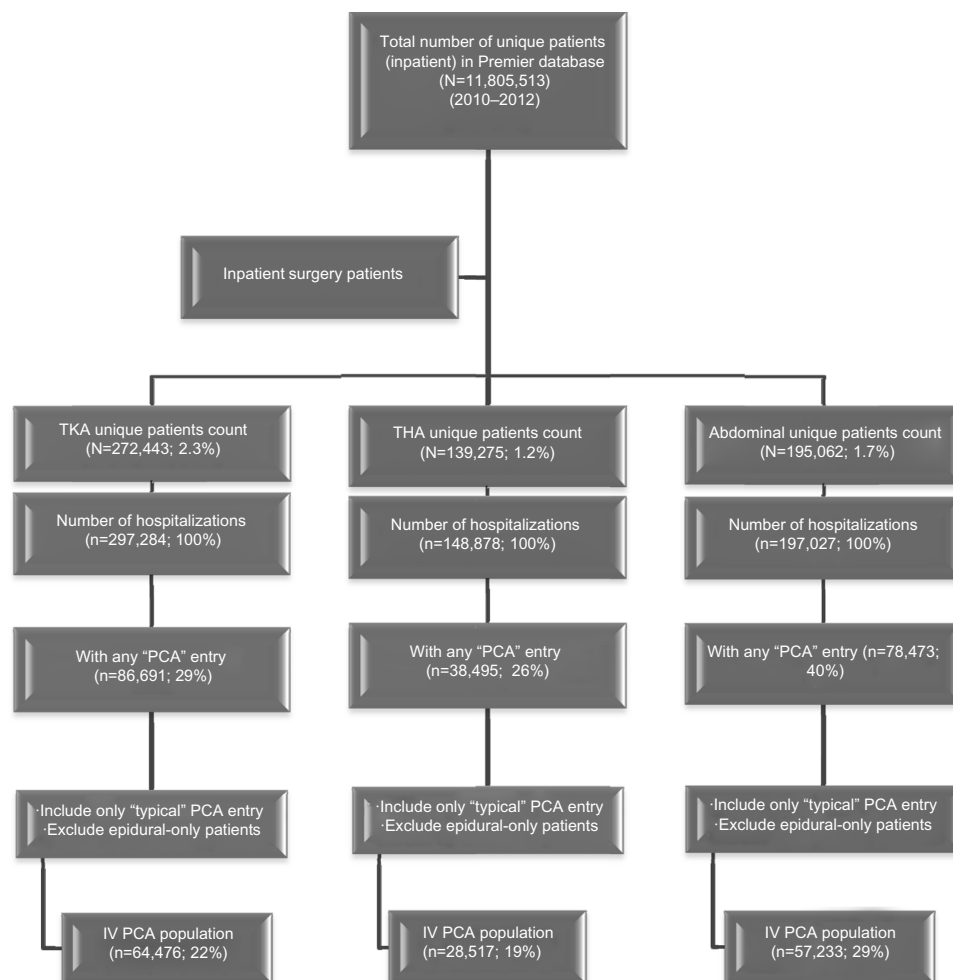 Total number of unique patients
(inpatient) in Premier database
(N=11,805,513)
(2010–2012)
Inpatient surgery patients
TKA unique patients count
(N=272,443; 2.3%)
THA unique patients count
(N=139,275; 1.2%)
Abdominal unique patients count
(N=195,062; 1.7%)
Number of hospitalizations
(n=297,284; 100%)
Number of hospitalizations
(n=148,878; 100%)
Number of hospitalizations
(n=197,027; 100%)
With any “PCA” entry
(n=86,691; 29%)
With any “PCA” entry
(n=38,495; 26%)
With any “PCA” entry (n=78,473;
40%)
·Include only “typical” PCA entry
·Exclude epidural-only patients
·Include only “typical” PCA entry
·Exclude epidural-only patients
·Include only “typical” PCA entry
·Exclude epidural-only patients
IV PCA population
(n=64,476; 22%)
IV PCA population
(n=28,517; 19%)
IV PCA population
(n=57,233; 29%)